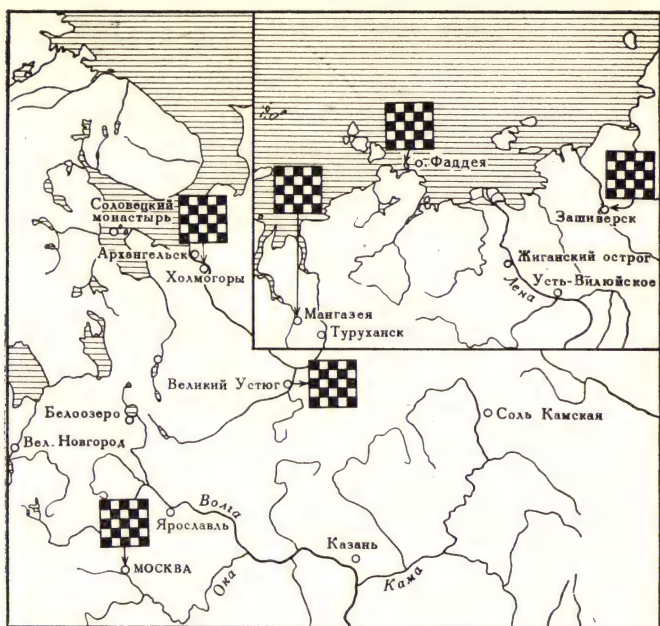 Соловецкий
монастырь
Архангельск
Холмогоры
о. Фаддея
Зашиверск
Жиганский острог
Лена
Усть-Вилюйское
Мангазея
Туруханск
Великий Устюг
Белоозеро
Вел. Новгород
Соль Камская
Волга
Ярославль
МОСКВА
Ока
Казань
Кама